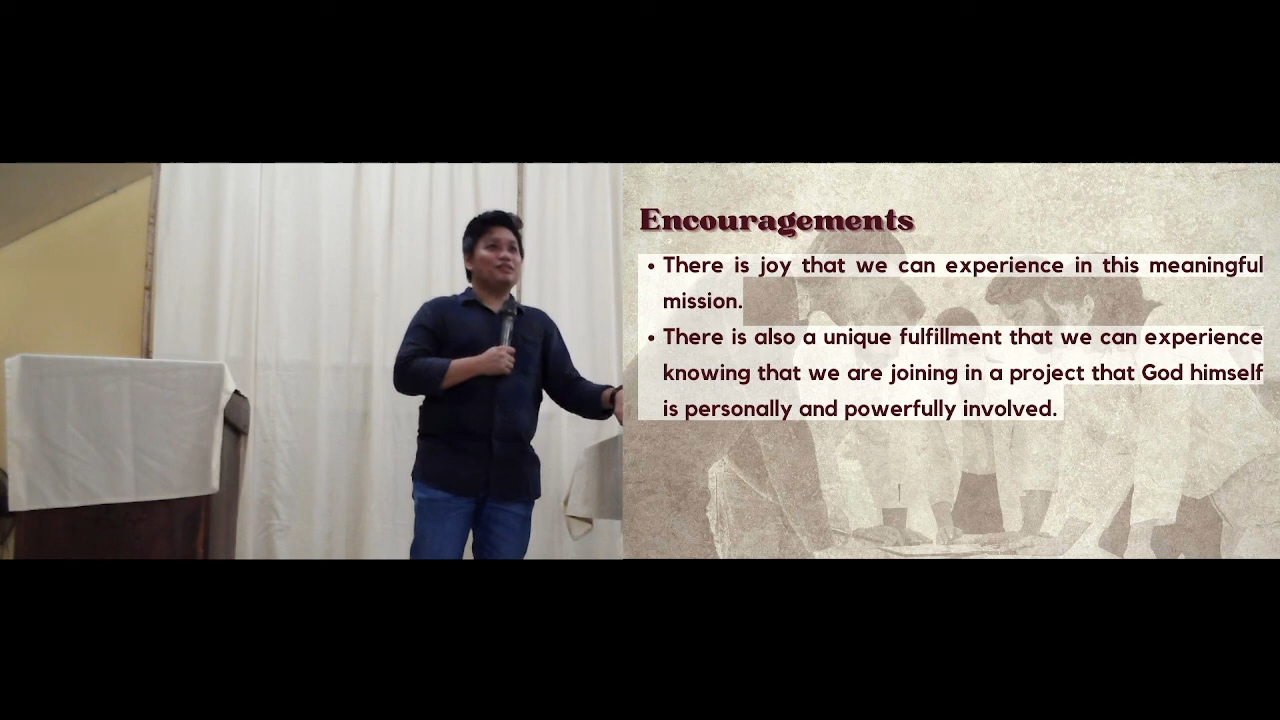 Encouragements
• There is joy that we can experience in this meaningful
mission.
• There is also a unique fulfillment that we can experience
knowing that we are joining in a project that God himself
is personally and powerfully involved.